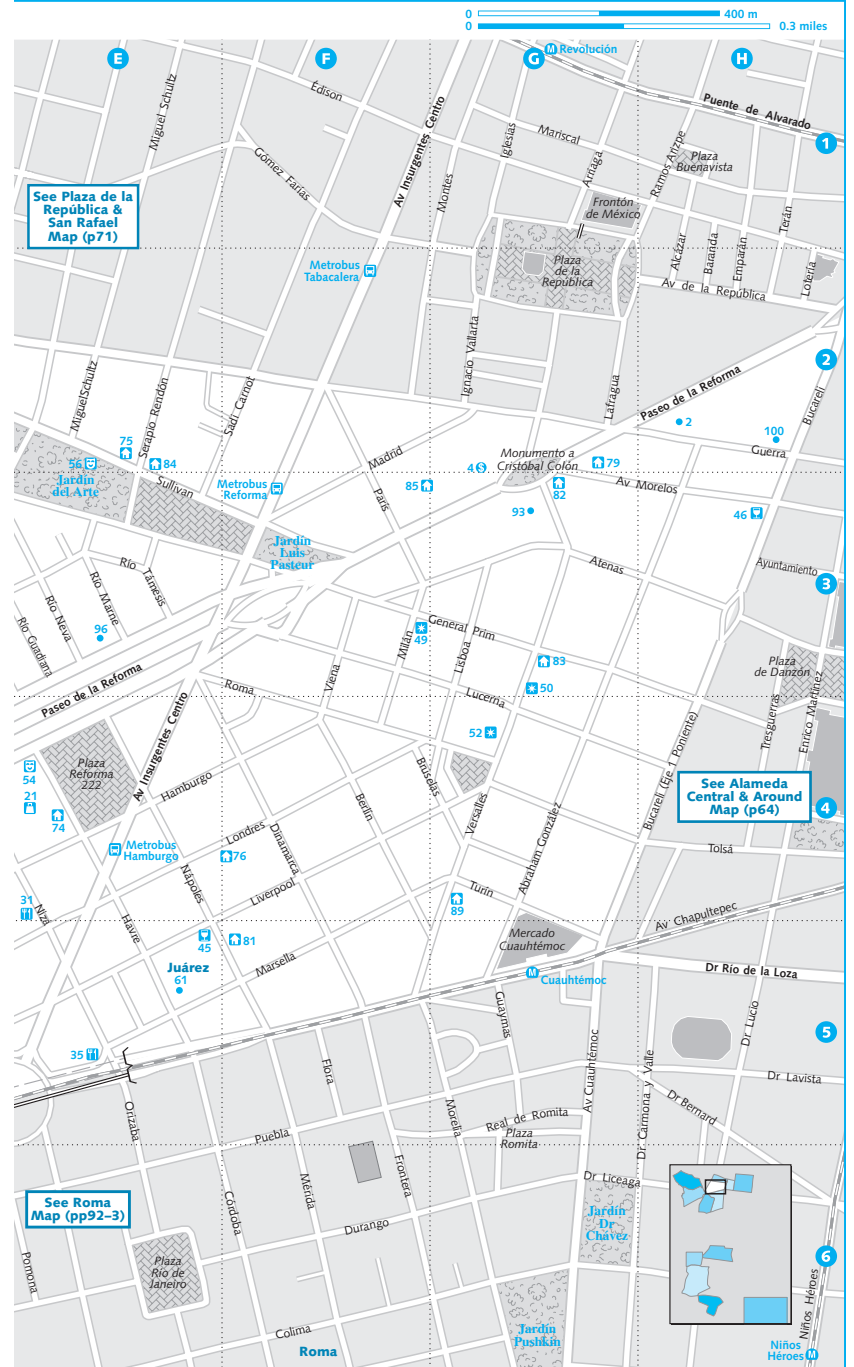 0 400 m
0 0.3 miles
E
F
G
H
M Revolución
Puente de Alvarado
1
Miguel Schultz
Édison
Av Insurgentes Centro
Iglesias
Mariscal
Arriaga
Ramos Arizpe
Plaza
Buenavista
Gómez Farías
Montes
Frontón
de México
Terán
See Plaza de la
República &
San Rafael
Map (p71)
Alcázar
Baranda
Emparán
Lotería
Metrobus
Tabacalera
Plaza
de la
República
Av de la República
2
Ignacio Vallarta
Lafragua
Paseo de la Reforma
Bucareli
MiguelSchultz
Serapio Rendón
Sadi Carnot
2
100
Guerra
75
56
84
Madrid
4
$
Monumento a
Cristóbal Colón
79
Jardín
del Arte
Sullivan
Metrobus
Reforma
París
85
82
Av Morelos
93
46
Jardín
Luis
Pasteur
Atenas
Ayuntamiento
3
Río Támesis
Río Marne
Río Neva
Río Guadiana
96
Milán
49
General Prim
Lisboa
83
50
Plaza
de Danzón
Paseo de la Reforma
Roma
Viena
Lucerna
52
Tresguerras
Enrico Martínez
Av Insurgentes Centro
Bucareli (Eje 1 Poniente)
Plaza
Reforma
222
54
21
74
Hamburgo
Berlín
Bruselas
Versalles
Abraham González
See Alameda
Central & Around
Map (p64)
4
Metrobus
Hamburgo
Londres
76
Dinamarca
Tolsá
Nápoles
Liverpool
Turín
89
31
Niza
Havre
45
81
Mercado
Cuauhtémoc
Av Chapultepec
Juárez
61
Marsella
M
Cuauhtémoc
Dr Río de la Loza
Guaymas
Dr Lucio
5
35
Flora
Av Cuauhtémoc
Dr Carmona y Valle
Dr Lavista
Orizaba
Puebla
Morelia
Real de Romita
Plaza
Romita
Dr Bernard
Frontera
Mérida
Córdoba
Dr Liceaga
See Roma
Map (pp92–3)
Durango
Jardín
Dr
Chávez
6
Pomona
Plaza
Río de
Janeiro
Niños Héroes
Colima
Roma
Jardín
Pushkin
Niños
Héroes M